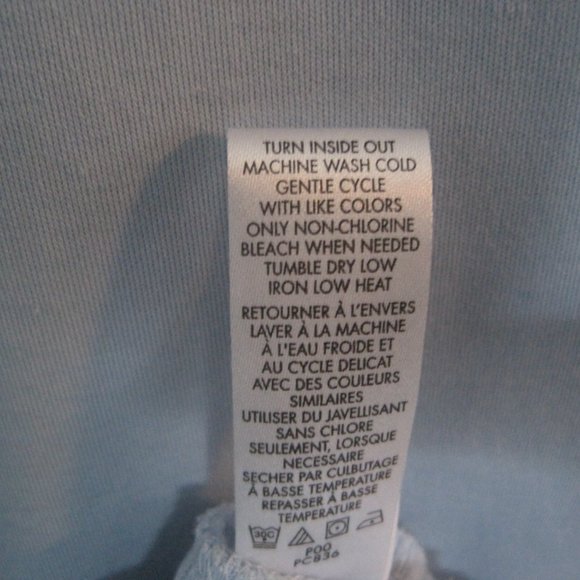 TURN INSIDE OUT
MACHINE WASH COLD
GENTLE CYCLE
WITH LIKE COLORS
ONLY NON-CHLORINE
BLEACH WHEN NEEDED
TUMBLE DRY LOW
IRON LOW HEAT
RETOURNER À L'ENVERS
LAVER À LA MACHINE
À L'EAU FROIDE ET
AU CYCLE DELICAT
AVEC DES COULEURS
SIMILAIRES
UTILISER DU JAVELLISANT
SANS CHLORE
SEULEMENT, LORSQUE
NECESSAIRE
SECHER PAR CULBUTAGE
À BASSE TEMPERATURE
REPASSER À BASSE
TEMPERATURE
30C
P00
PC836